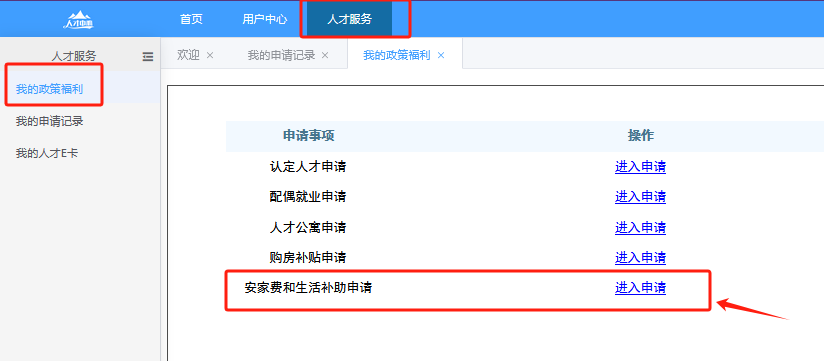 人才中心 首页 用户中心 人才服务
人才服务 欢迎 × 我的申请记录 × 我的政策福利 ×
我的政策福利
我的申请记录
我的人才E卡
申请事项 操作
认定人才申请 进入申请
配偶就业申请 进入申请
人才公寓申请 进入申请
购房补贴申请 进入申请
安家费和生活补助申请 进入申请